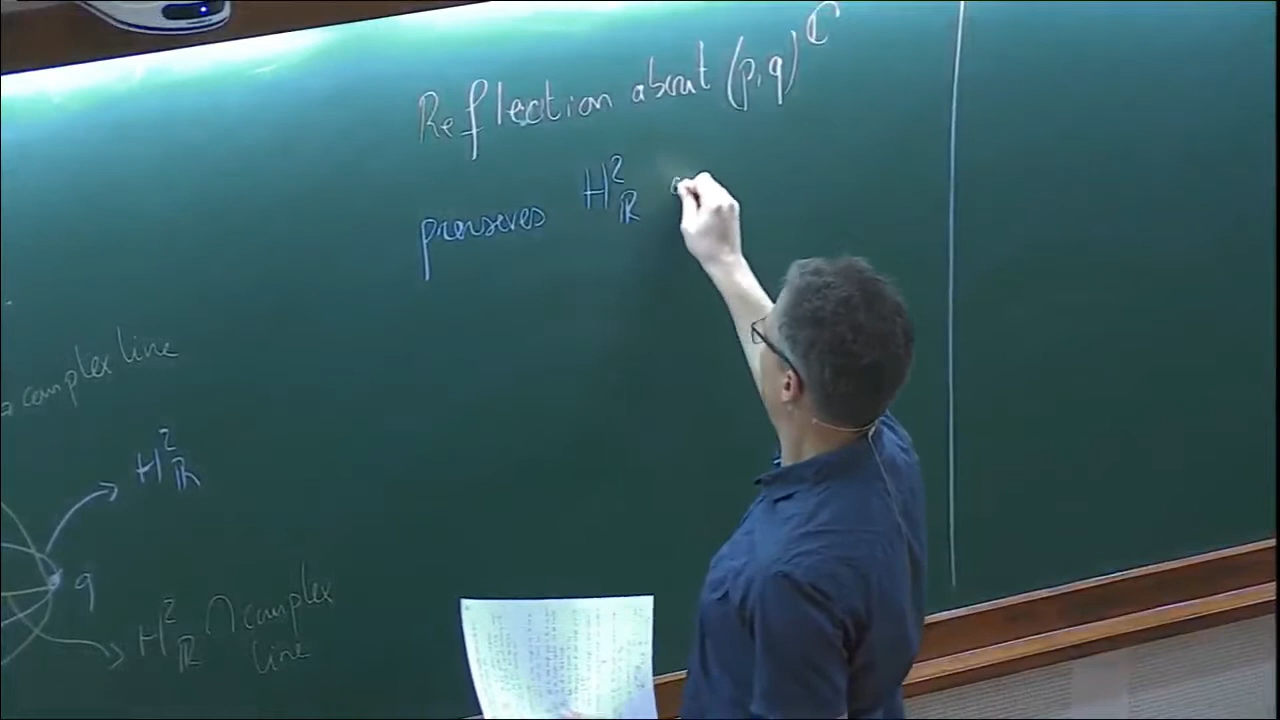 Reflection about (p,q)^ℂ
preserves H²_ℝ
complex line
H²_ℝ
q
H²_ℝ ∩ complex
line